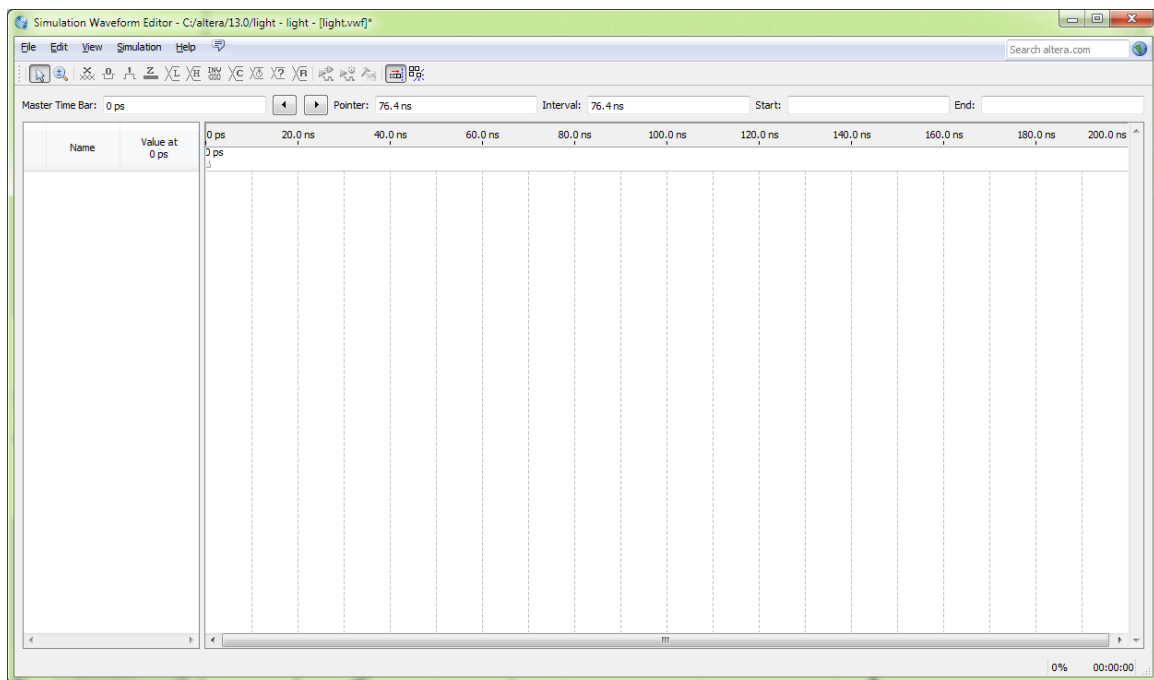 Simulation Waveform Editor - C:/altera/13.0/light - light - [light.vwf]*
File Edit View Simulation Help Search altera.com
Master Time Bar: 0 ps Pointer: 76.4 ns Interval: 76.4 ns Start: End:
Name Value at 0 ps
0 ps 20.0 ns 40.0 ns 60.0 ns 80.0 ns 100.0 ns 120.0 ns 140.0 ns 160.0 ns 180.0 ns 200.0 ns
0 ps
0% 00:00:00